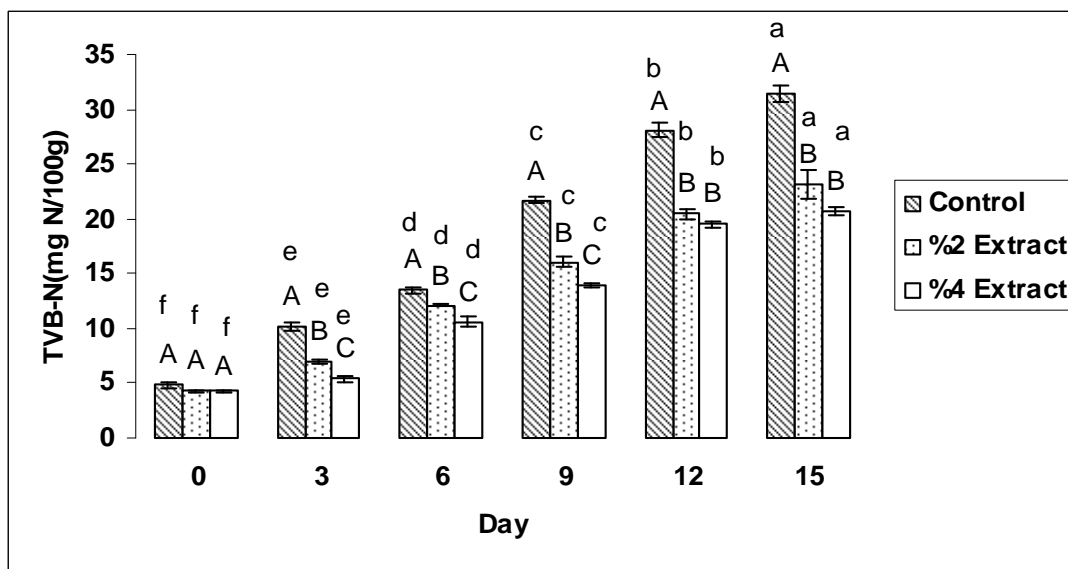 TVB-N(mg N/100g)
35
30
25
20
15
10
5
0
f f f
A A A
e e e
A B C
d d d
A B C
c c c
A B C
b b b
A B B
a a a
A B B
0 3 6 9 12 15
Day
Control
%2 Extract
%4 Extract